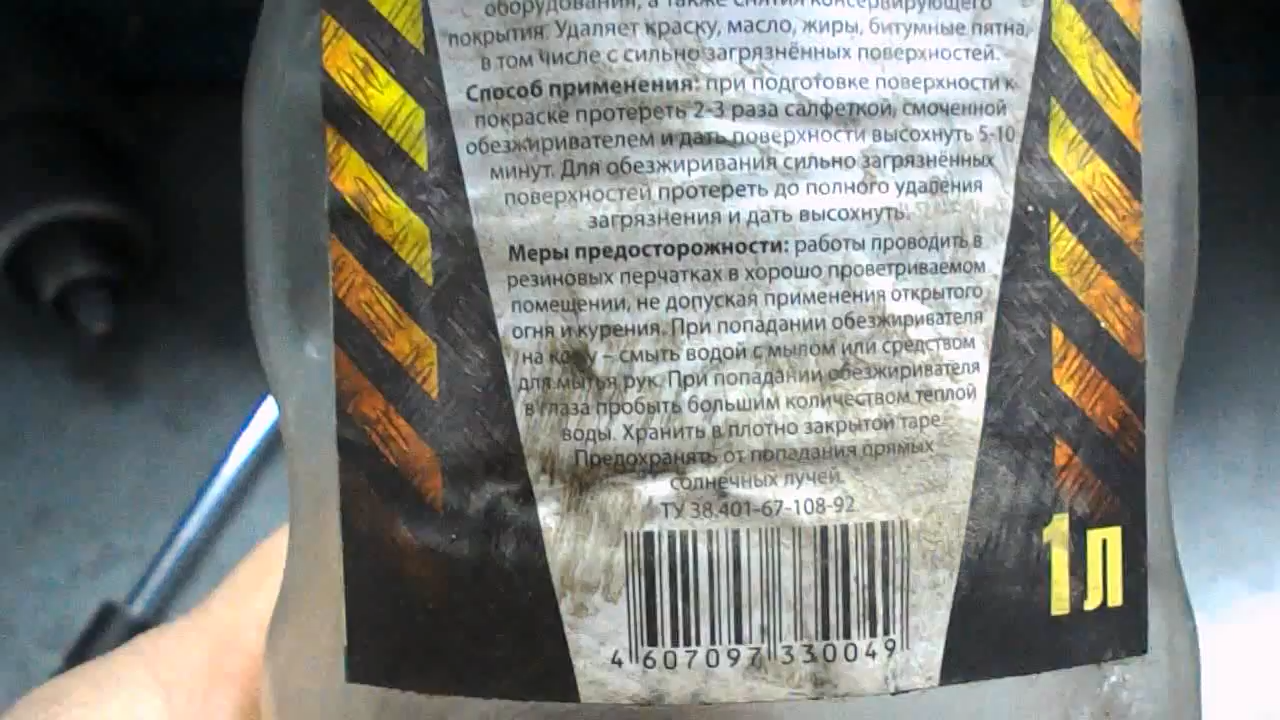 оборудования, а также снятия консервирующего
покрытия. Удаляет краску, масло, жиры, битумные пятна,
в том числе с сильно загрязнённых поверхностей.
Способ применения: при подготовке поверхности к
покраске протереть 2-3 раза салфеткой, смоченной
обезжиривателем и дать поверхности высохнуть 5-10
минут. Для обезжиривания сильно загрязнённых
поверхностей протереть до полного удаления
загрязнения и дать высохнуть.
Меры предосторожности: работы проводить в
резиновых перчатках в хорошо проветриваемом
помещении, не допуская применения открытого
огня и курения. При попадании обезжиривателя
на кожу – смыть водой с мылом или средством
для мытья рук. При попадании обезжиривателя
в глаза пробыть большим количеством теплой
воды. Хранить в плотно закрытой таре.
Предохранять от попадания прямых
солнечных лучей.
ТУ 38.401-67-108-92
1л
4 607097 330049